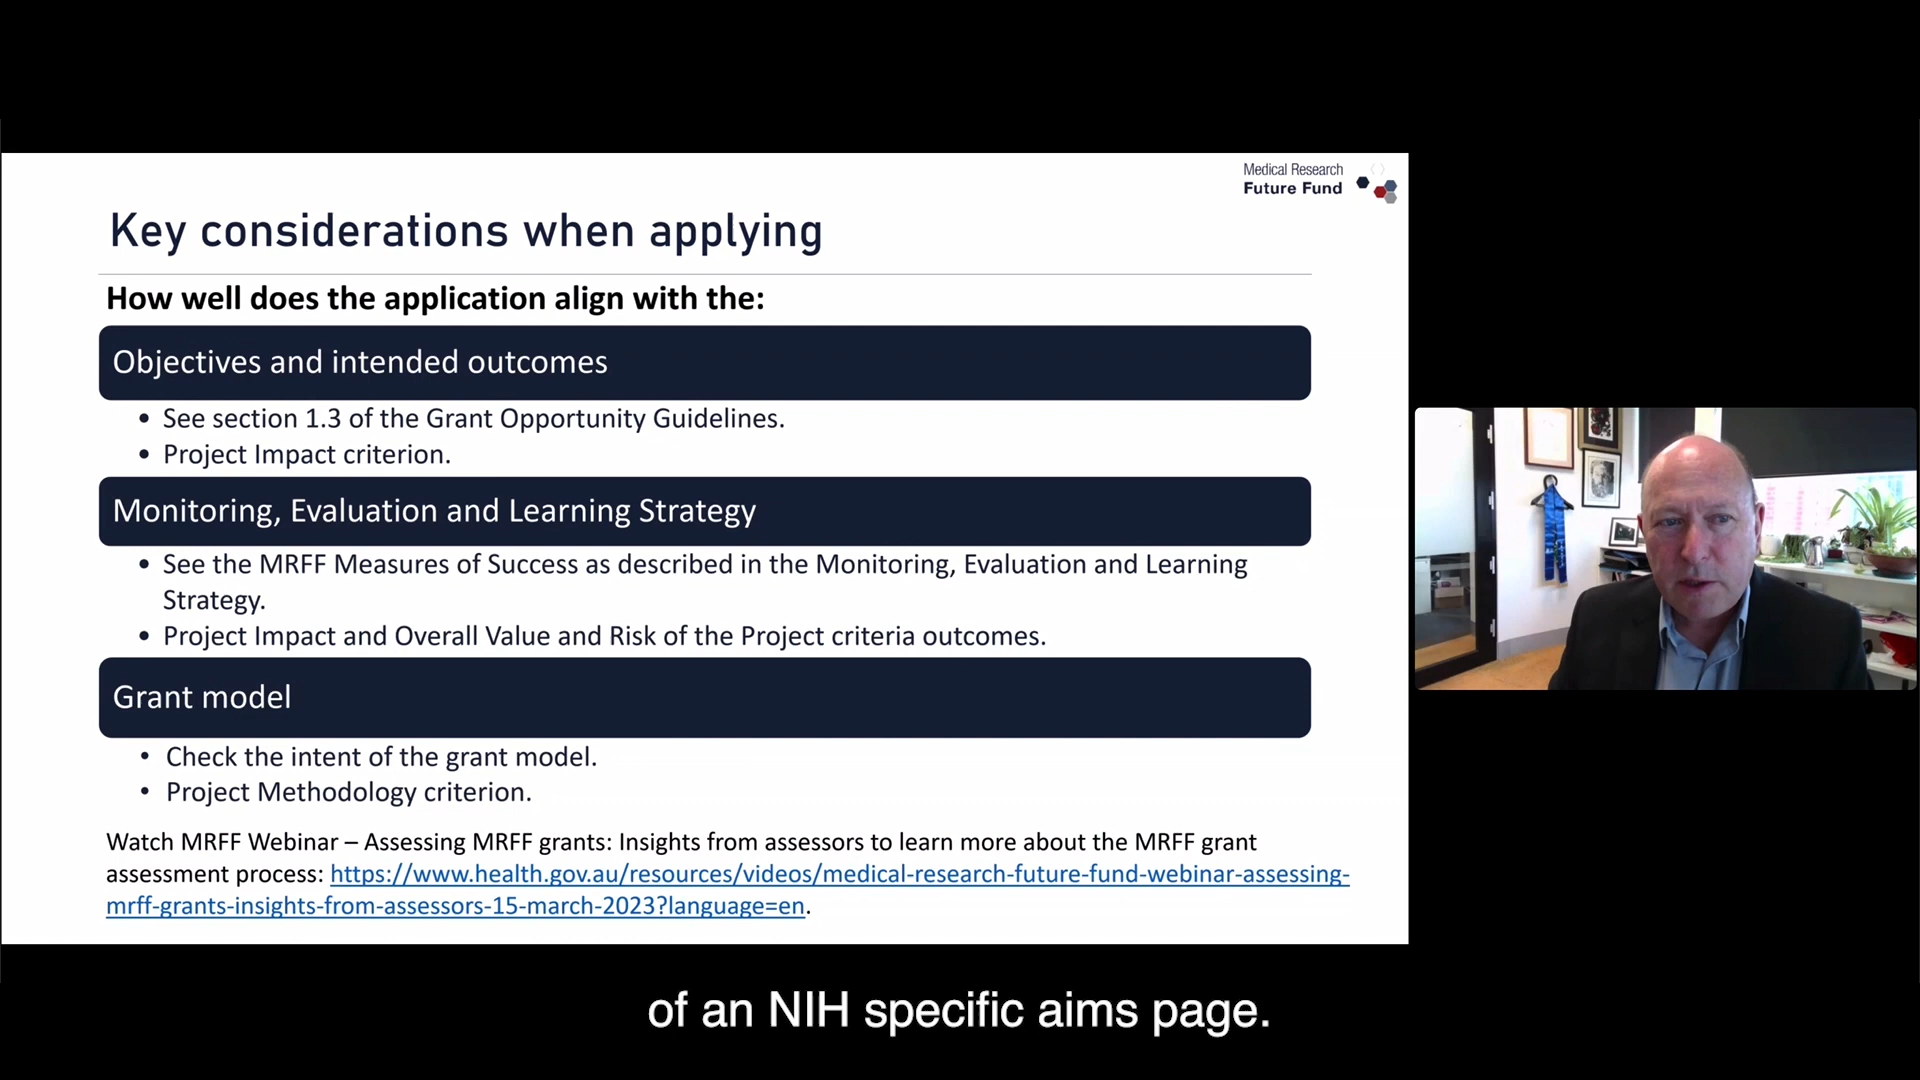 Medical Research
Future Fund
Key considerations when applying
How well does the application align with the:
Objectives and intended outcomes
• See section 1.3 of the Grant Opportunity Guidelines.
• Project Impact criterion.
Monitoring, Evaluation and Learning Strategy
• See the MRFF Measures of Success as described in the Monitoring, Evaluation and Learning
Strategy.
• Project Impact and Overall Value and Risk of the Project criteria outcomes.
Grant model
• Check the intent of the grant model.
• Project Methodology criterion.
Watch MRFF Webinar – Assessing MRFF grants: Insights from assessors to learn more about the MRFF grant
assessment process: https://www.health.gov.au/resources/videos/medical-research-future-fund-webinar-assessing-
mrff-grants-insights-from-assessors-15-march-2023?language=en.
of an NIH specific aims page.